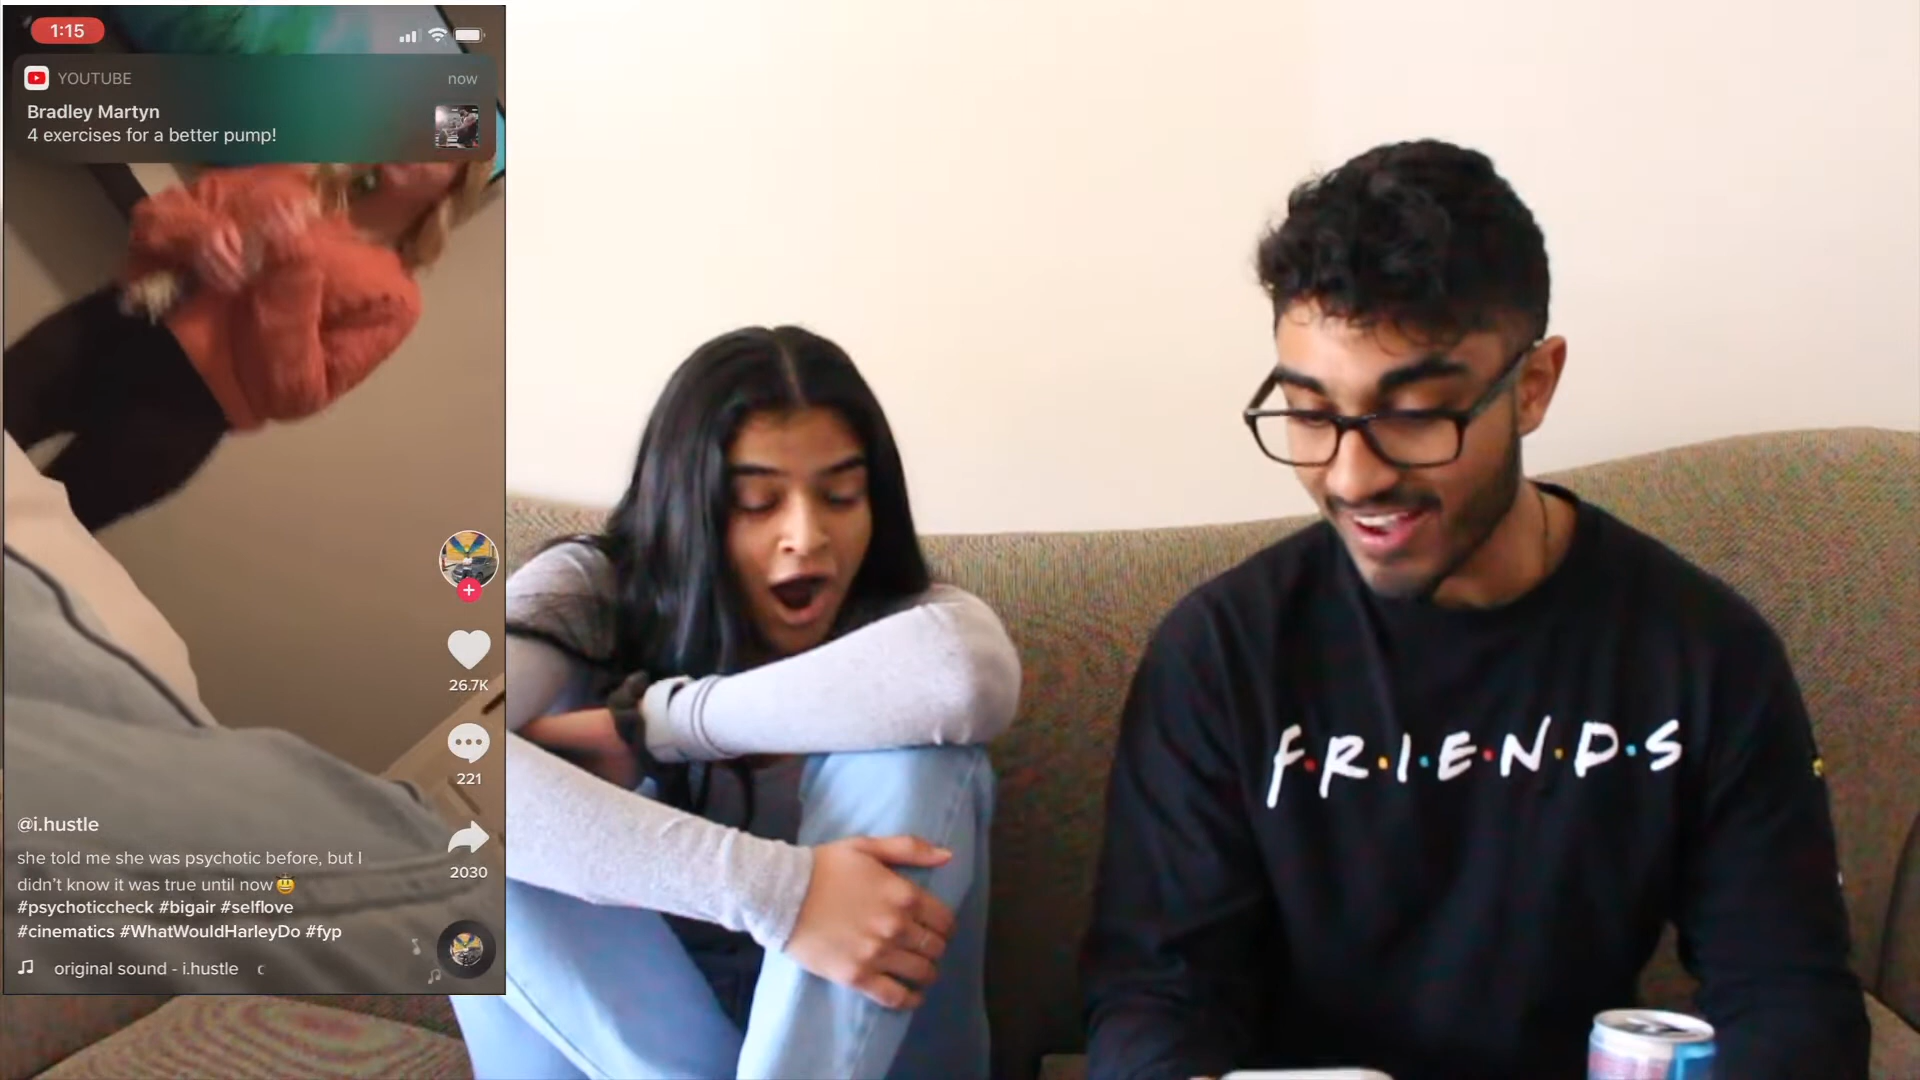 1:15
YOUTUBE
now
Bradley Martyn
4 exercises for a better pump!
26.7K
221
2030
@i.hustle
she told me she was psychotic before, but I
didn't know it was true until now🤠
#psychoticcheck #bigair #selflove
#cinematics #WhatWouldHarleyDo #fyp
original sound - i.hustle
F•R•I•E•N•D•S